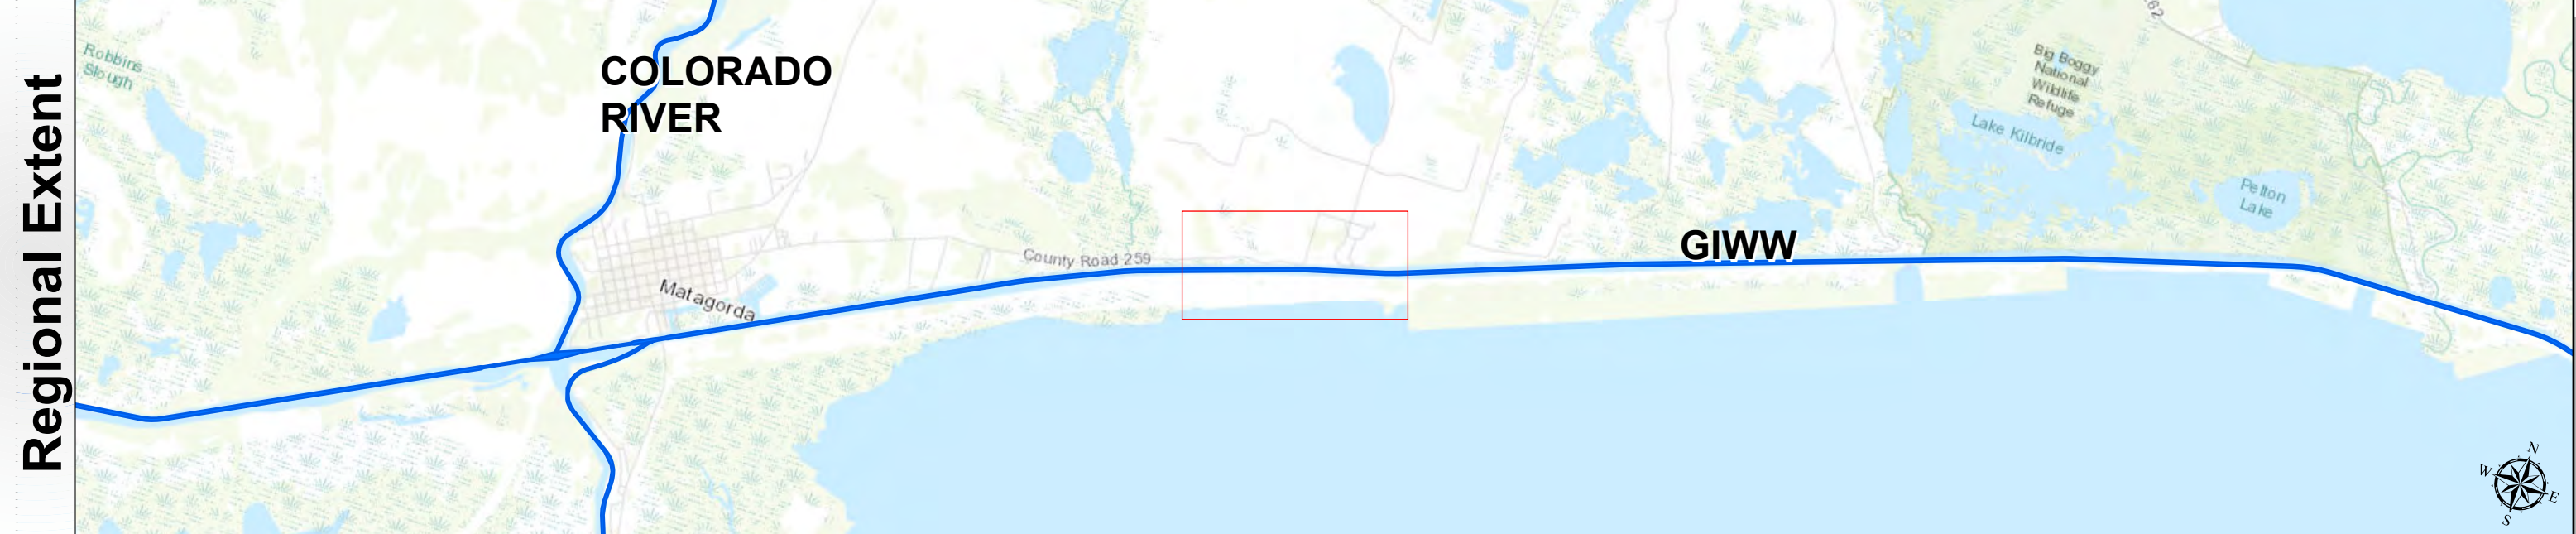 Regional Extent
Robbins
Slough
COLORADO
RIVER
Matagorda
County Road 259
GIWW
Big Boggy
National
Wildlife
Refuge
Lake Kilbride
Pelton
Lake
62
N
W
E
S